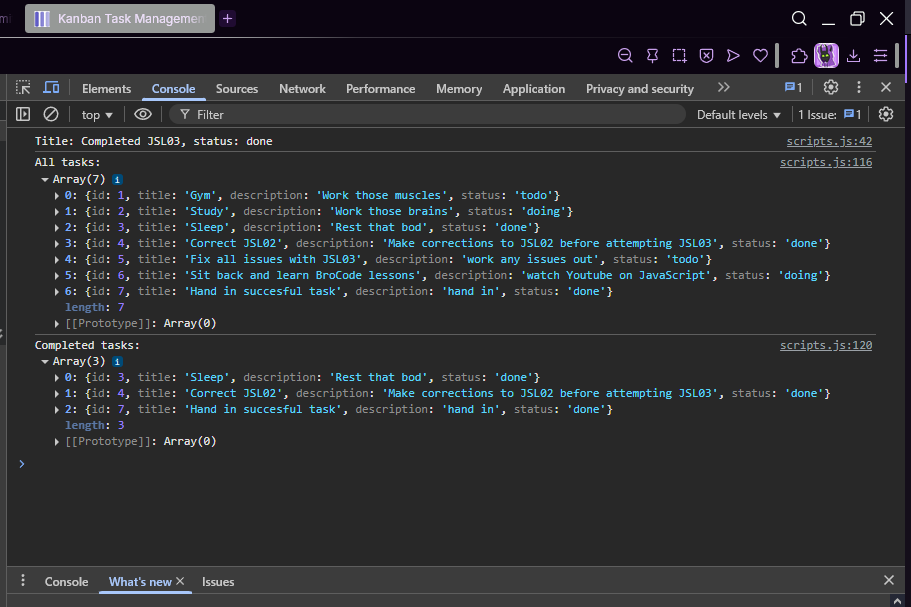 Kanban Task Managemen
Elements Console Sources Network Performance Memory Application Privacy and security 1
top Filter Default levels 1 Issue: 1
Title: Completed JSL03, status: done scripts.js:42
All tasks: scripts.js:116
Array(7) i
0: {id: 1, title: 'Gym', description: 'Work those muscles', status: 'todo'}
1: {id: 2, title: 'Study', description: 'Work those brains', status: 'doing'}
2: {id: 3, title: 'Sleep', description: 'Rest that bod', status: 'done'}
3: {id: 4, title: 'Correct JSL02', description: 'Make corrections to JSL02 before attempting JSL03', status: 'done'}
4: {id: 5, title: 'Fix all issues with JSL03', description: 'work any issues out', status: 'todo'}
5: {id: 6, title: 'Sit back and learn BroCode lessons', description: 'watch Youtube on JavaScript', status: 'doing'}
6: {id: 7, title: 'Hand in succesful task', description: 'hand in', status: 'done'}
length: 7
[[Prototype]]: Array(0)
Completed tasks: scripts.js:120
Array(3) i
0: {id: 3, title: 'Sleep', description: 'Rest that bod', status: 'done'}
1: {id: 4, title: 'Correct JSL02', description: 'Make corrections to JSL02 before attempting JSL03', status: 'done'}
2: {id: 7, title: 'Hand in succesful task', description: 'hand in', status: 'done'}
length: 3
[[Prototype]]: Array(0)
Console What's new Issues